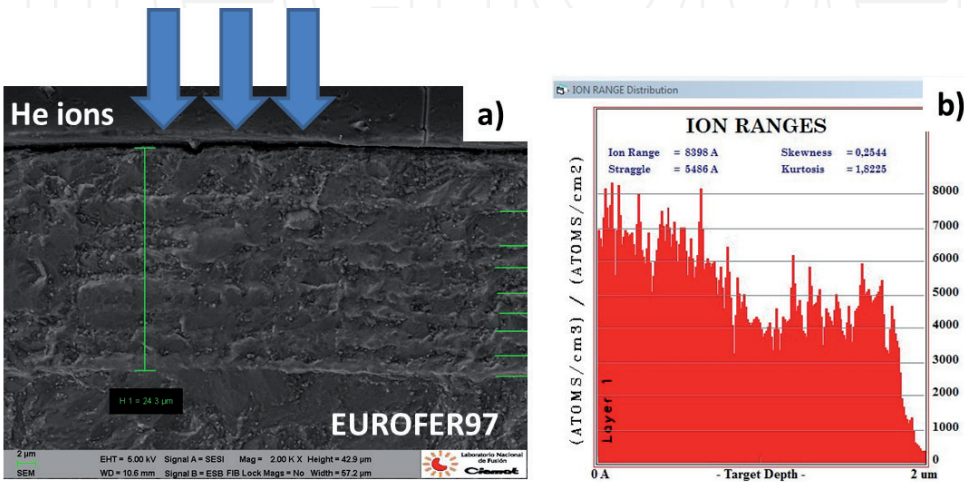 He ions
a)
H 1 = 24.3 µm
EUROFER97
2 µm
SEM
EHT = 5.00 kV Signal A = SESI Mag = 2.00 K X Height = 42.9 µm
WD = 10.6 mm Signal B = ESB FIB Lock Mags = No Width = 57.2 µm
Laboratorio Nacional
de Fusión
Ciemat
ION RANGE Distribution
b)
ION RANGES
Ion Range = 8398 A Skewness = 0,2544
Straggle = 5486 A Kurtosis = 1,8225
(ATOMS/cm3) / (ATOMS/cm2)
8000
7000
6000
5000
4000
3000
2000
1000
0
Layer 1
0 A - Target Depth - 2 um